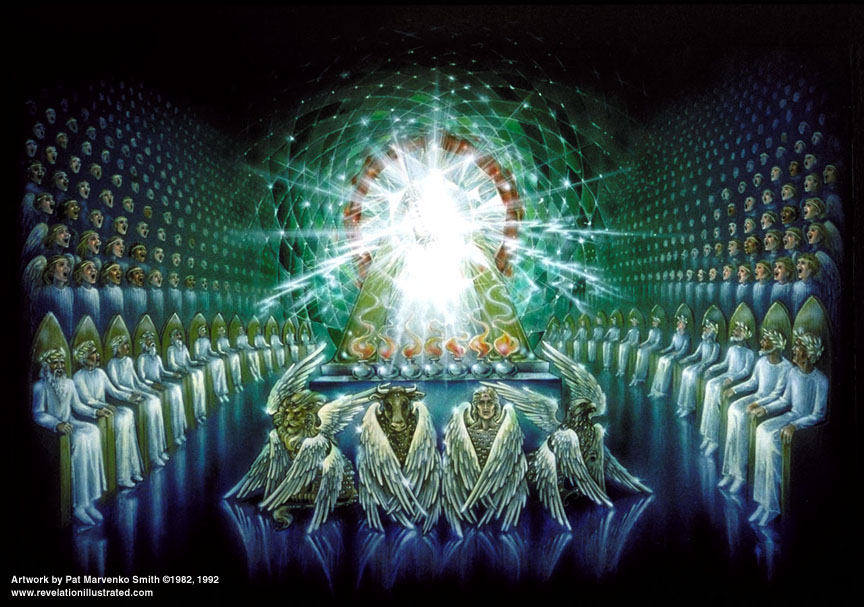 Artwork by Pat Marvenko Smith ©1982, 1992
www.revelationillustrated.com